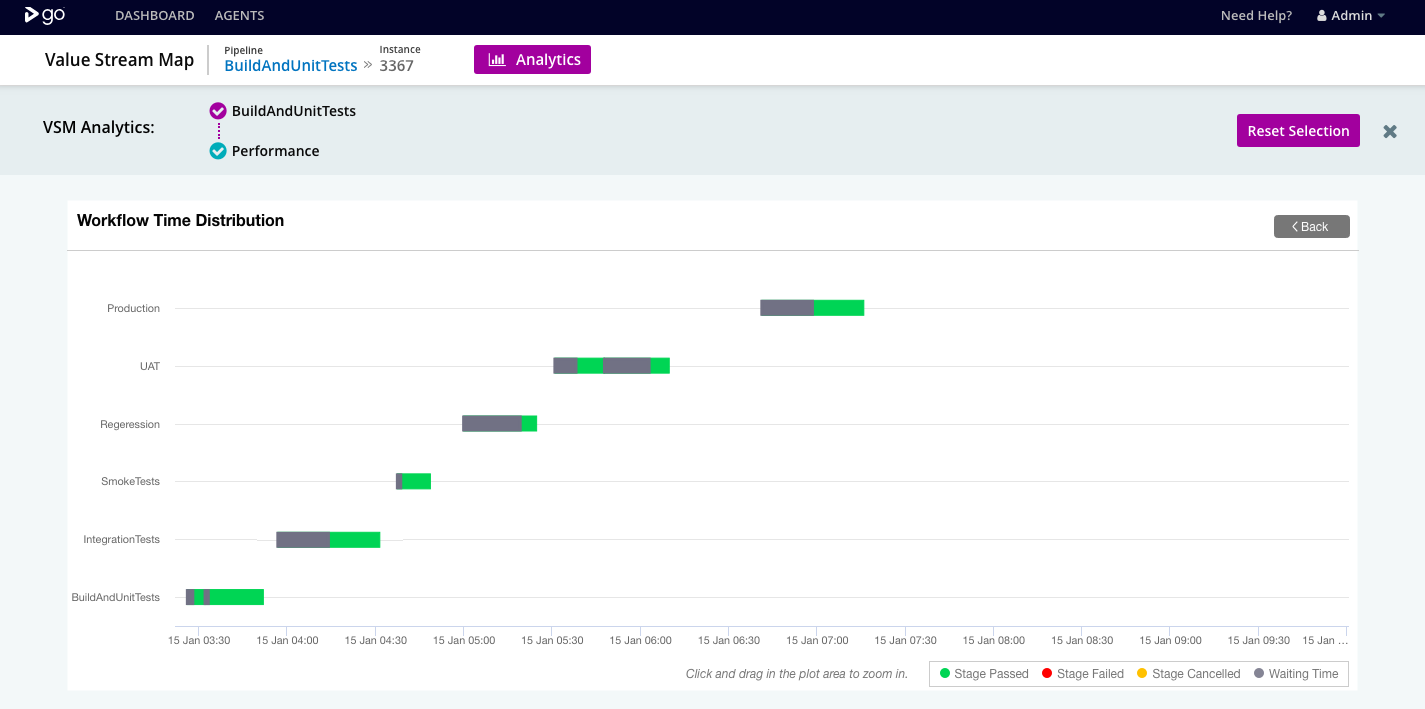 go DASHBOARD AGENTS Need Help? Admin
Value Stream Map Pipeline Instance
BuildAndUnitTests » 3367 Analytics
VSM Analytics: BuildAndUnitTests
Performance
Reset Selection
Workflow Time Distribution
Back
Production
UAT
Regeression
SmokeTests
IntegrationTests
BuildAndUnitTests
15 Jan 03:30 15 Jan 04:00 15 Jan 04:30 15 Jan 05:00 15 Jan 05:30 15 Jan 06:00 15 Jan 06:30 15 Jan 07:00 15 Jan 07:30 15 Jan 08:00 15 Jan 08:30 15 Jan 09:00 15 Jan 09:30 15 Jan ...
Click and drag in the plot area to zoom in. Stage Passed Stage Failed Stage Cancelled Waiting Time